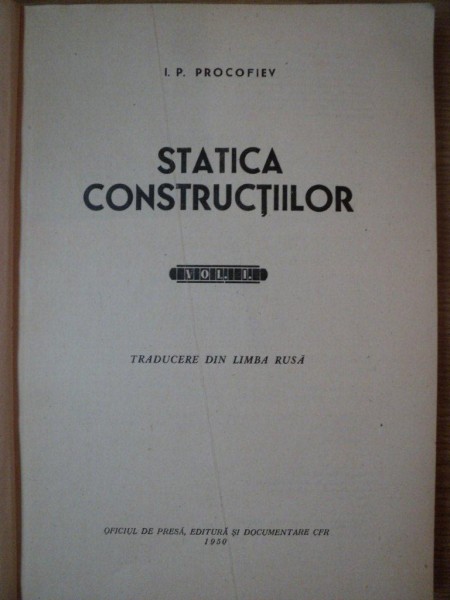 I. P. PROCOFIEV
STATICA
CONSTRUCȚIILOR
VOL. I.
TRADUCERE DIN LIMBA RUSĂ
OFICIUL DE PRESĂ, EDITURĂ ȘI DOCUMENTARE CFR
1950